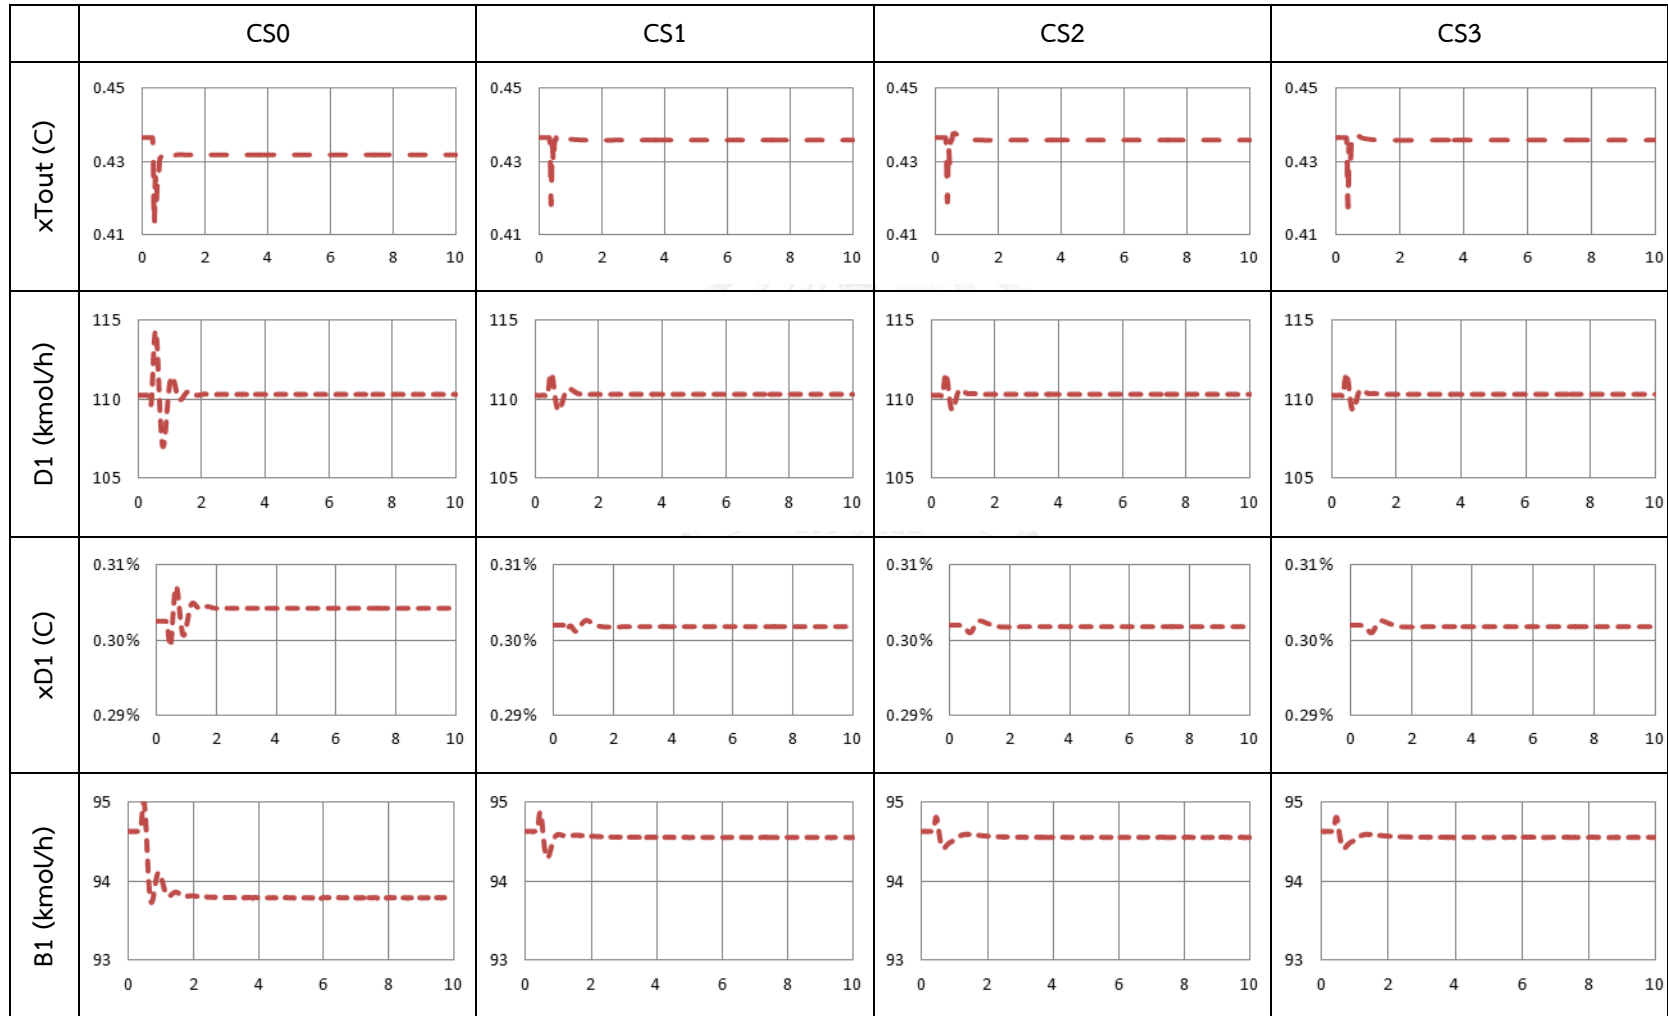 CS0 CS1 CS2 CS3
xTout (C)
0.45 0.45 0.45 0.45
0.43 0.43 0.43 0.43
0.41 0.41 0.41 0.41
0 2 4 6 8 10 0 2 4 6 8 10 0 2 4 6 8 10 0 2 4 6 8 10
D1 (kmol/h)
115 115 115 115
110 110 110 110
105 105 105 105
0 2 4 6 8 10 0 2 4 6 8 10 0 2 4 6 8 10 0 2 4 6 8 10
xD1 (C)
0.31% 0.31% 0.31% 0.31%
0.30% 0.30% 0.30% 0.30%
0.29% 0.29% 0.29% 0.29%
0 2 4 6 8 10 0 2 4 6 8 10 0 2 4 6 8 10 0 2 4 6 8 10
B1 (kmol/h)
95 95 95 95
94 94 94 94
93 93 93 93
0 2 4 6 8 10 0 2 4 6 8 10 0 2 4 6 8 10 0 2 4 6 8 10